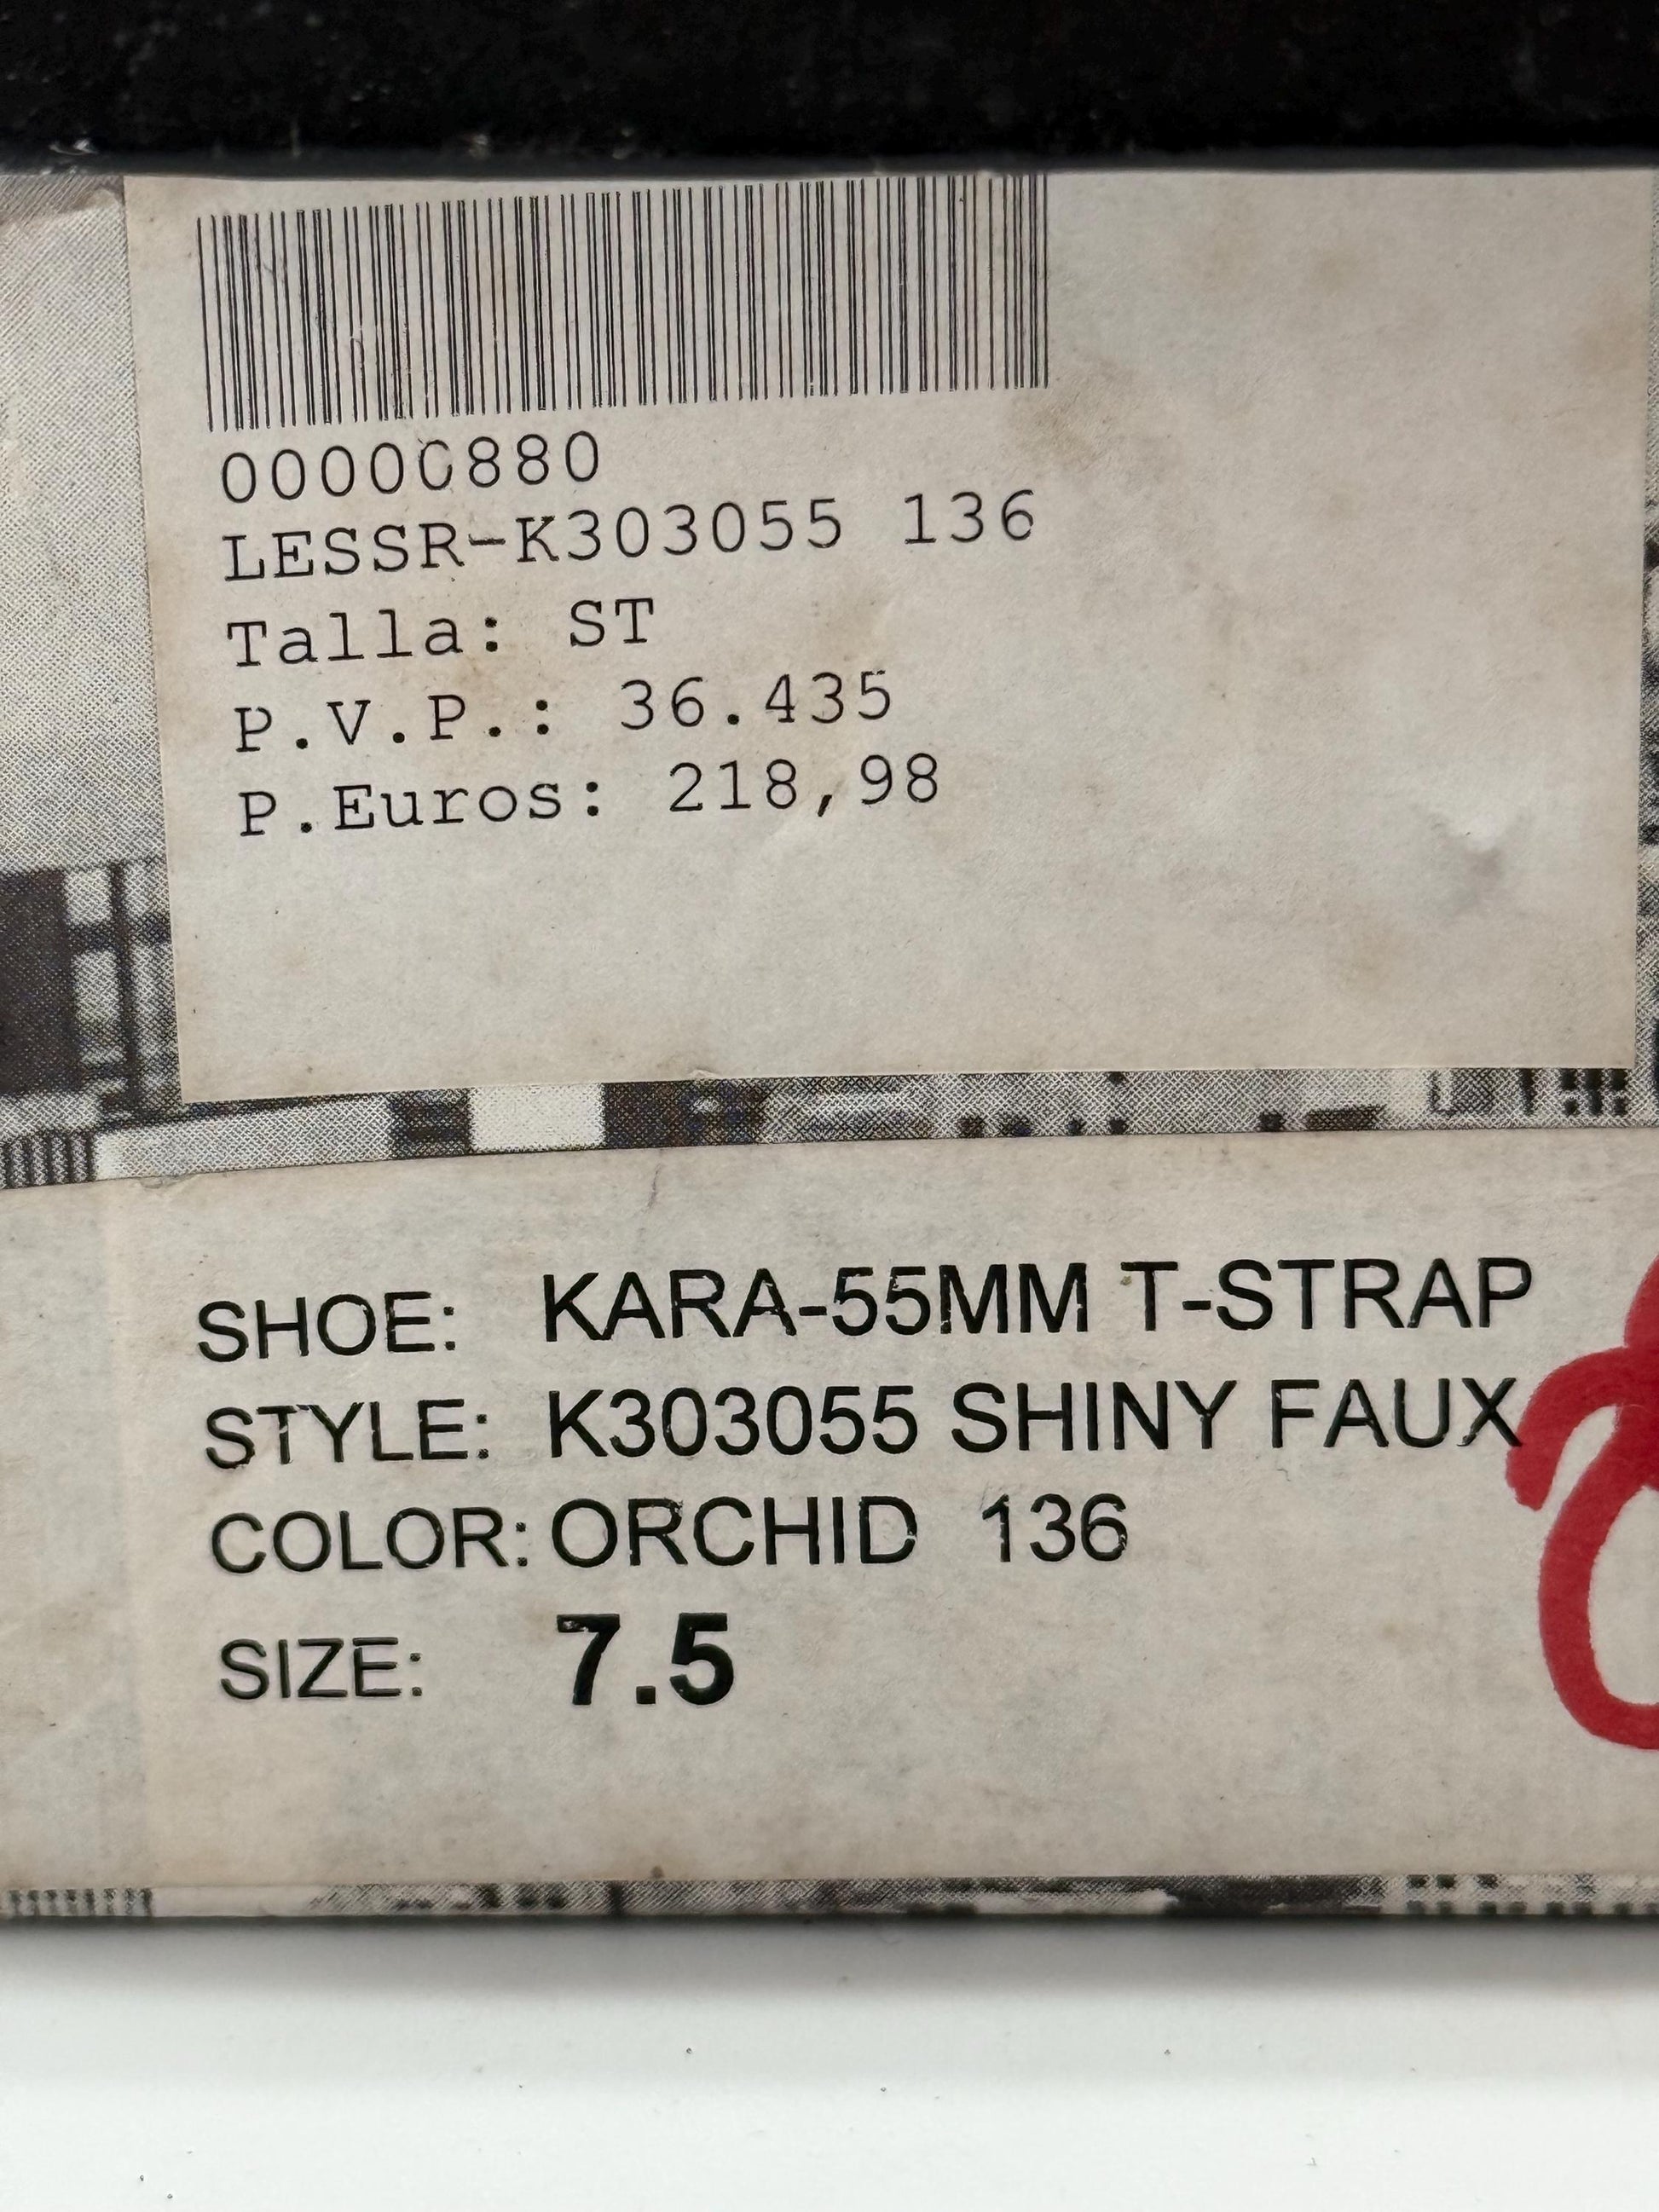 00000880
LESSR-K303055 136
Talla: ST
P.V.P.: 36.435
P.Euros: 218,98
SHOE: KARA-55MM T-STRAP
STYLE: K303055 SHINY FAUX
COLOR: ORCHID 136
SIZE: 7.5